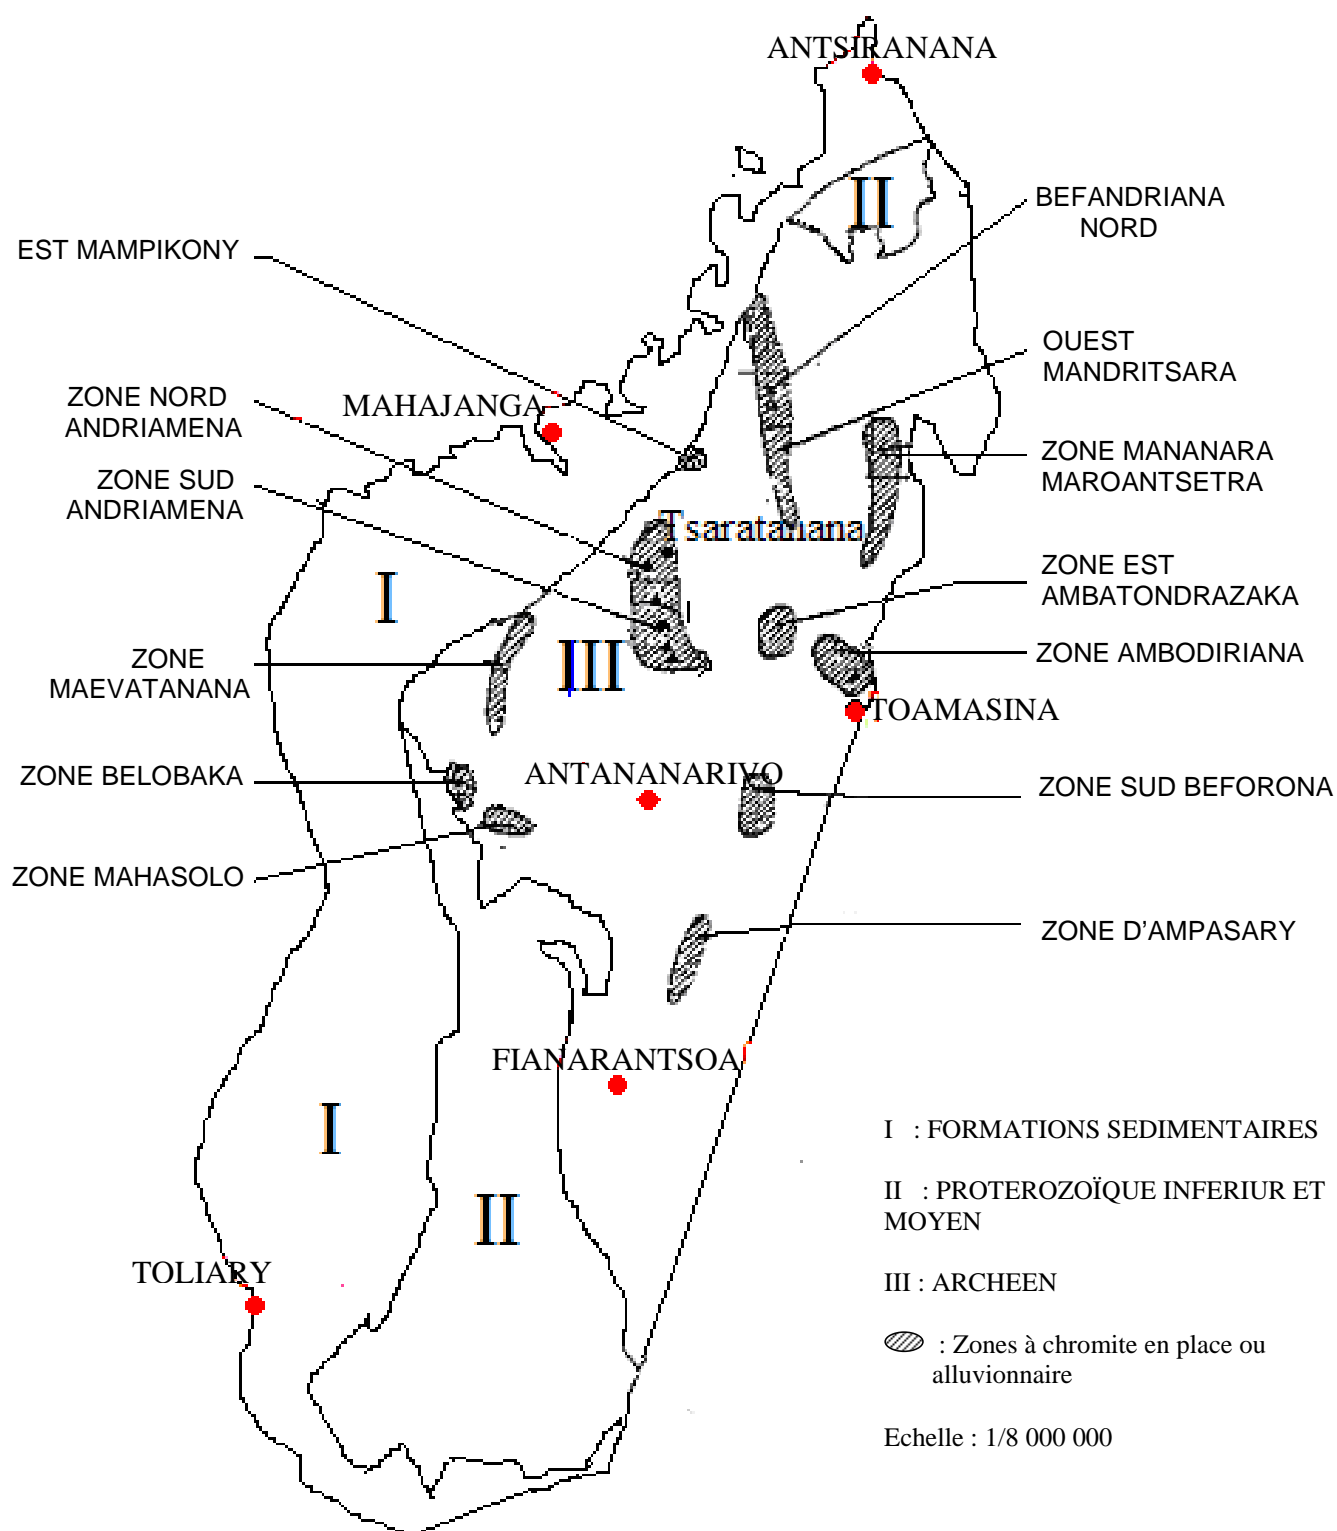 ANTSIRANANA
II
BEFANDRIANA
NORD
EST MAMPIKONY
OUEST
MANDRITSARA
ZONE NORD
ANDRIAMENA
MAHAJANGA
ZONE MANANARA
MAROANTSETRA
ZONE SUD
ANDRIAMENA
Tsaratanana
ZONE EST
AMBATONDRAZAKA
I
III
ZONE
MAEVATANANA
ZONE AMBODIRIANA
TOAMASINA
ZONE BELOBAKA
ANTANANARIVO
ZONE SUD BEFORONA
ZONE MAHASOLO
ZONE D'AMPASARY
FIANARANTSOA
I
II
TOLIARY
I : FORMATIONS SEDIMENTAIRES
II : PROTEROZOÏQUE INFERIUR ET
MOYEN
III : ARCHEEN
: Zones à chromite en place ou
alluvionnaire
Echelle : 1/8 000 000